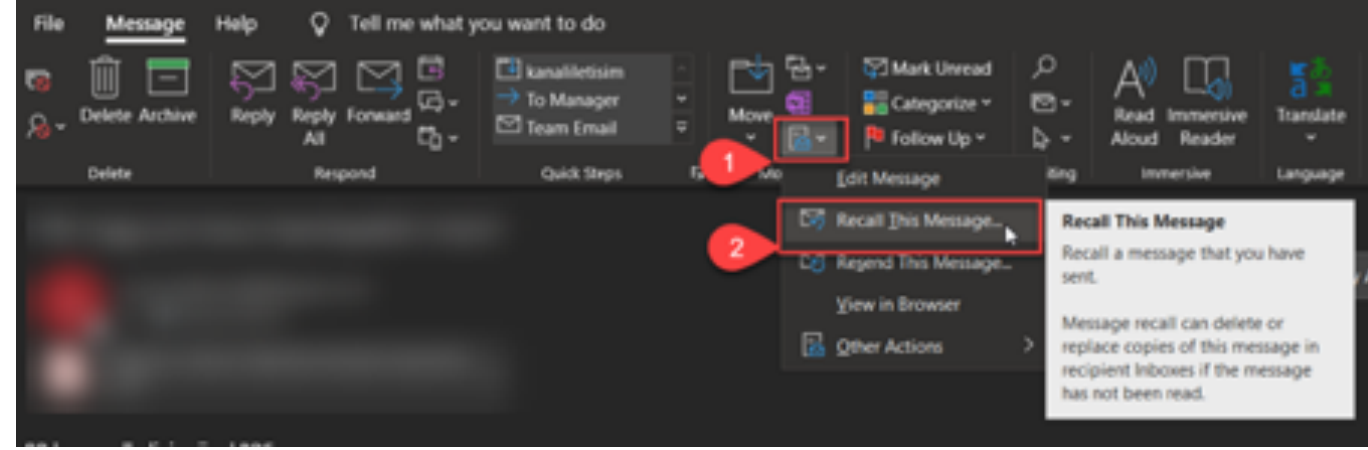 File Message Help Tell me what you want to do
kanaliletisim
To Manager
Team Email
Mark Unread
Categorize
Follow Up
Delete Archive
Reply
Reply All
Forward
Move
Read Aloud
Immersive Reader
Translate
Delete
Respond
Quick Steps
Mo
iting
Immersive
Language
1
Edit Message
2
Recall This Message...
Resend This Message...
View in Browser
Other Actions
Recall This Message
Recall a message that you have
sent.
Message recall can delete or
replace copies of this message in
recipient Inboxes if the message
has not been read.